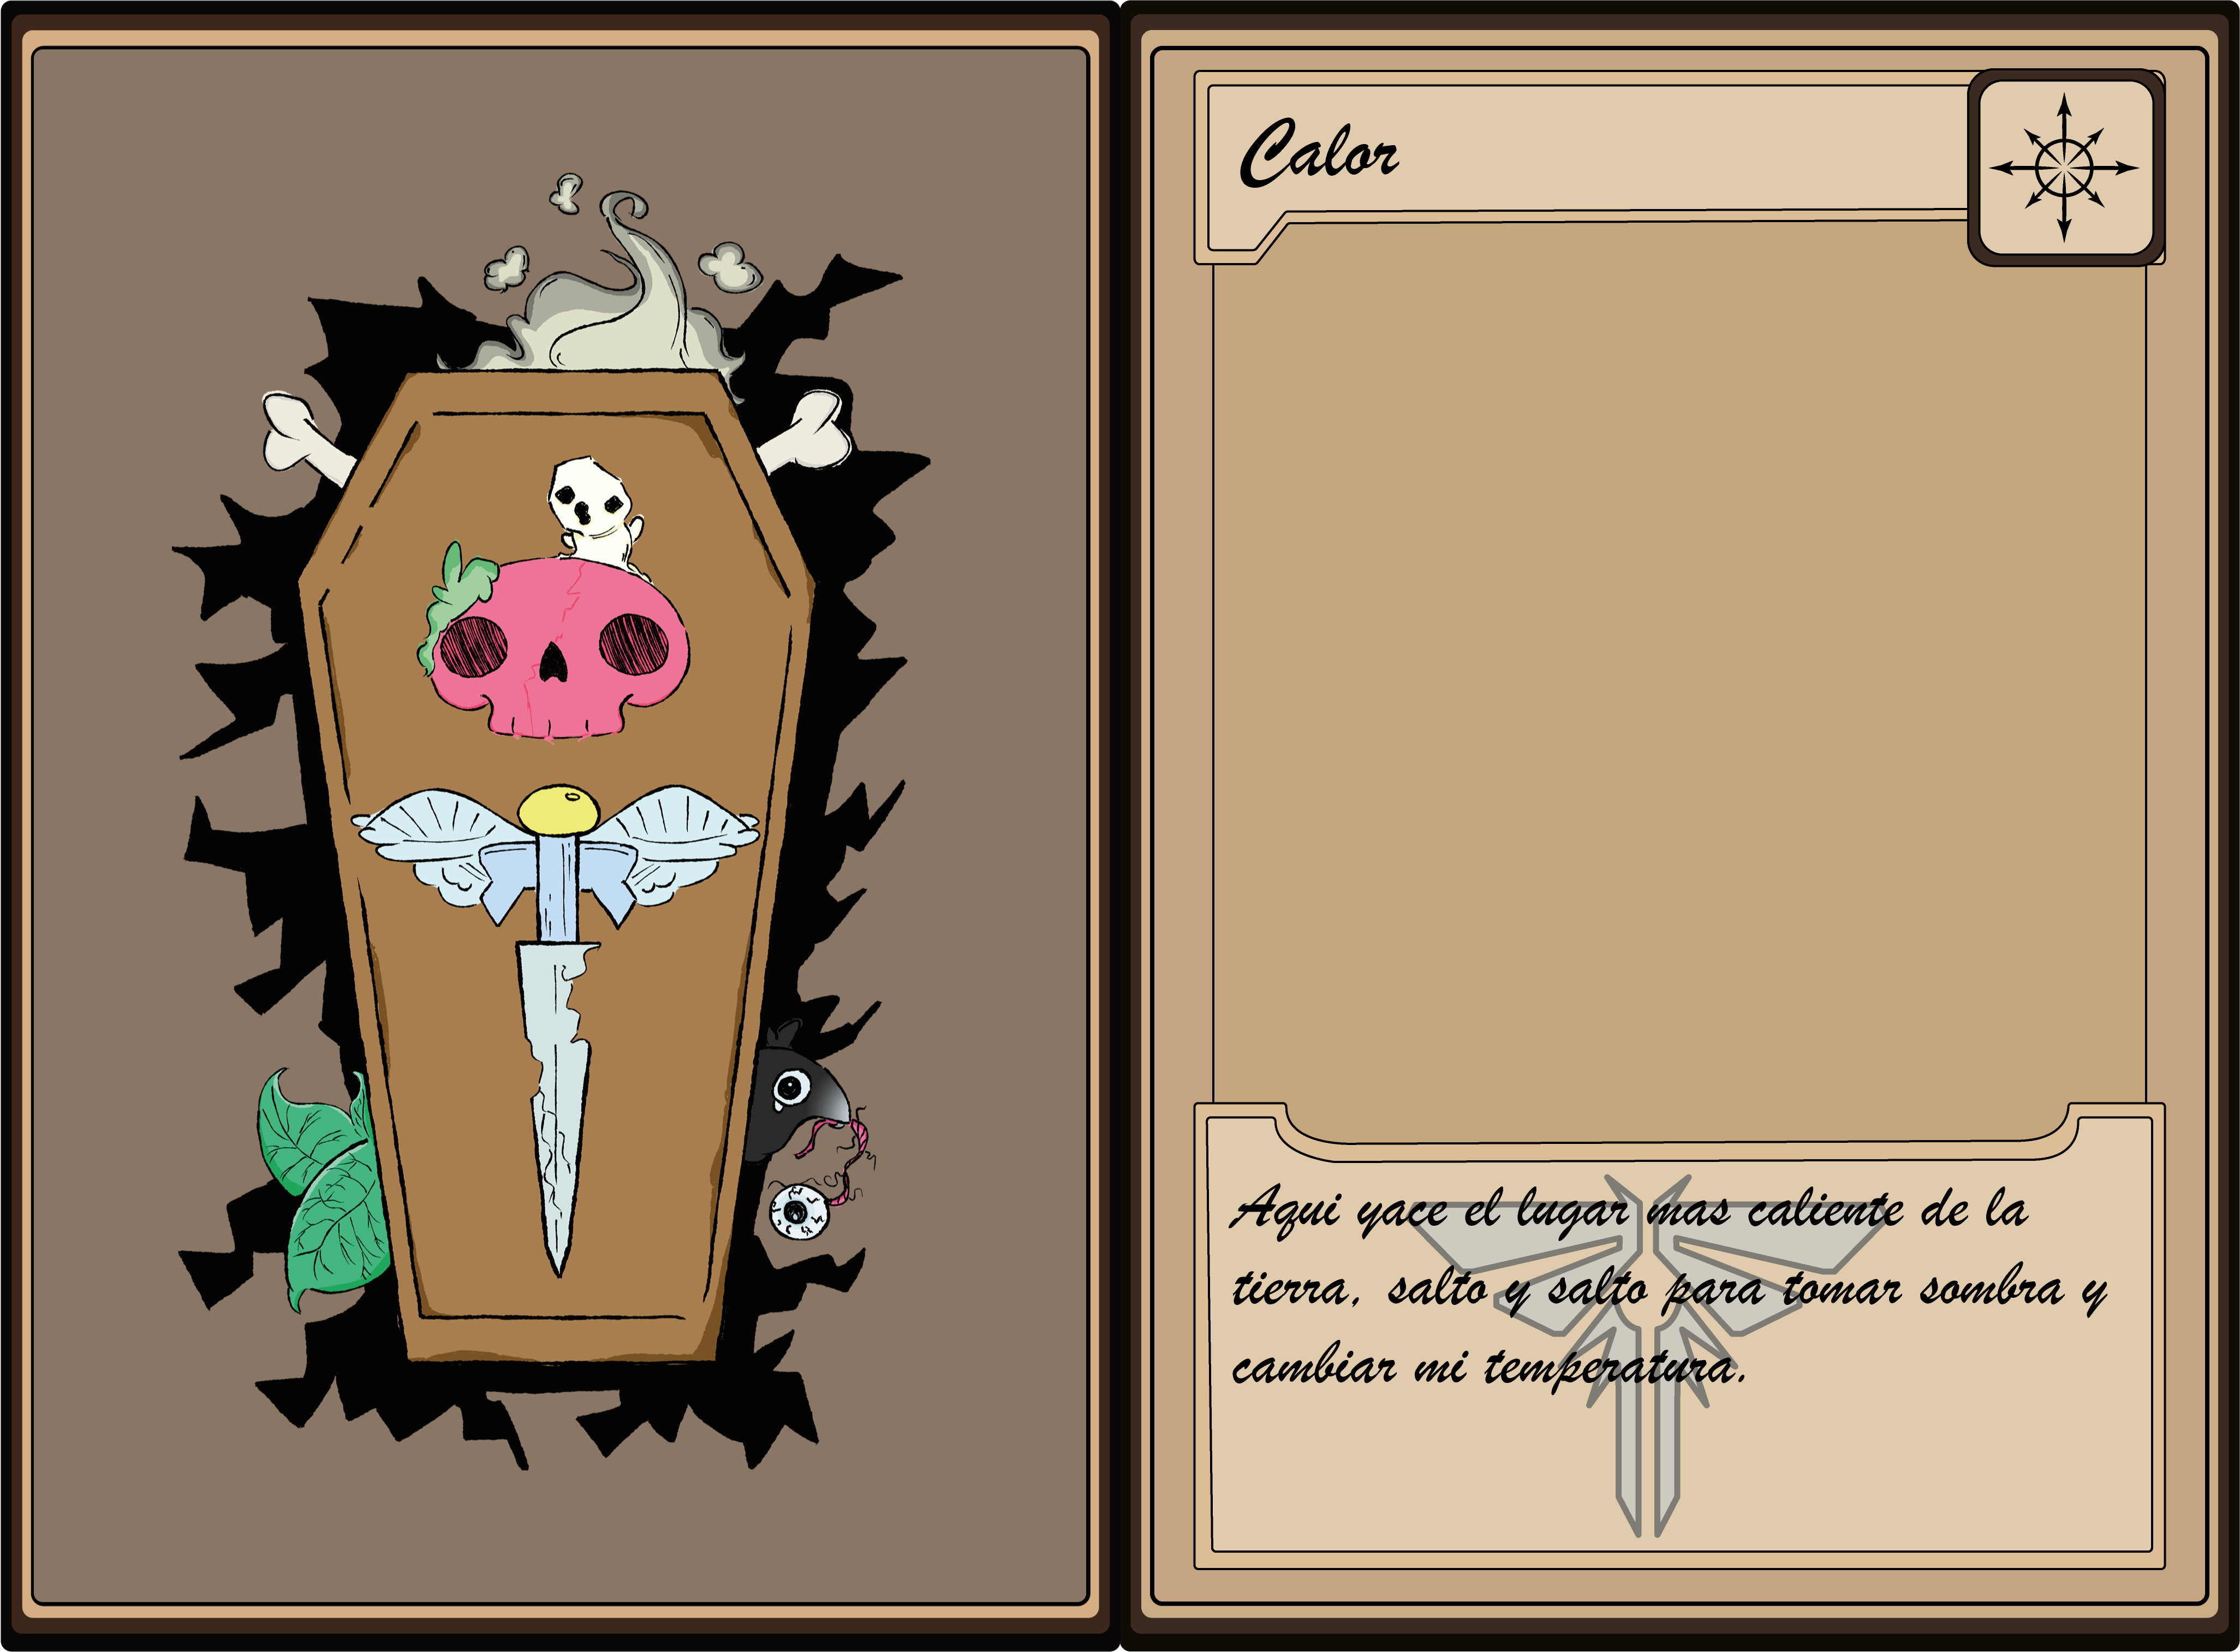 Calor
Aqui yace el lugar mas caliente de la
tierra, salto y salto para tomar sombra y
cambiar mi temperatura.